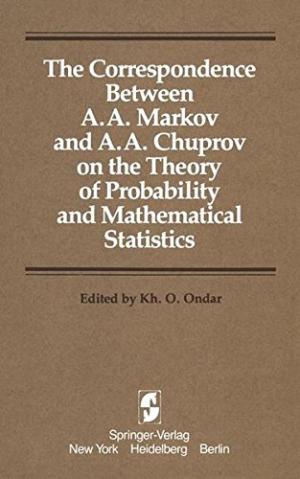 The Correspondence
Between
A. A. Markov
and A. A. Chuprov
on the Theory
of Probability
and Mathematical
Statistics
Edited by Kh. O. Ondar
Springer-Verlag
New York Heidelberg Berlin